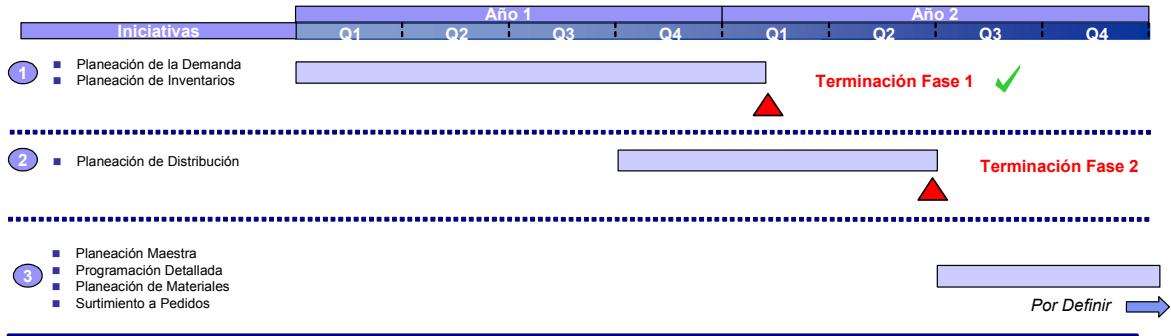 Año 1 Año 2
Iniciativas Q1 Q2 Q3 Q4 Q1 Q2 Q3 Q4
1
Planeación de la Demanda
Planeación de Inventarios
Terminación Fase 1
2
Planeación de Distribución
Terminación Fase 2
3
Planeación Maestra
Programación Detallada
Planeación de Materiales
Surtimiento a Pedidos
Por Definir